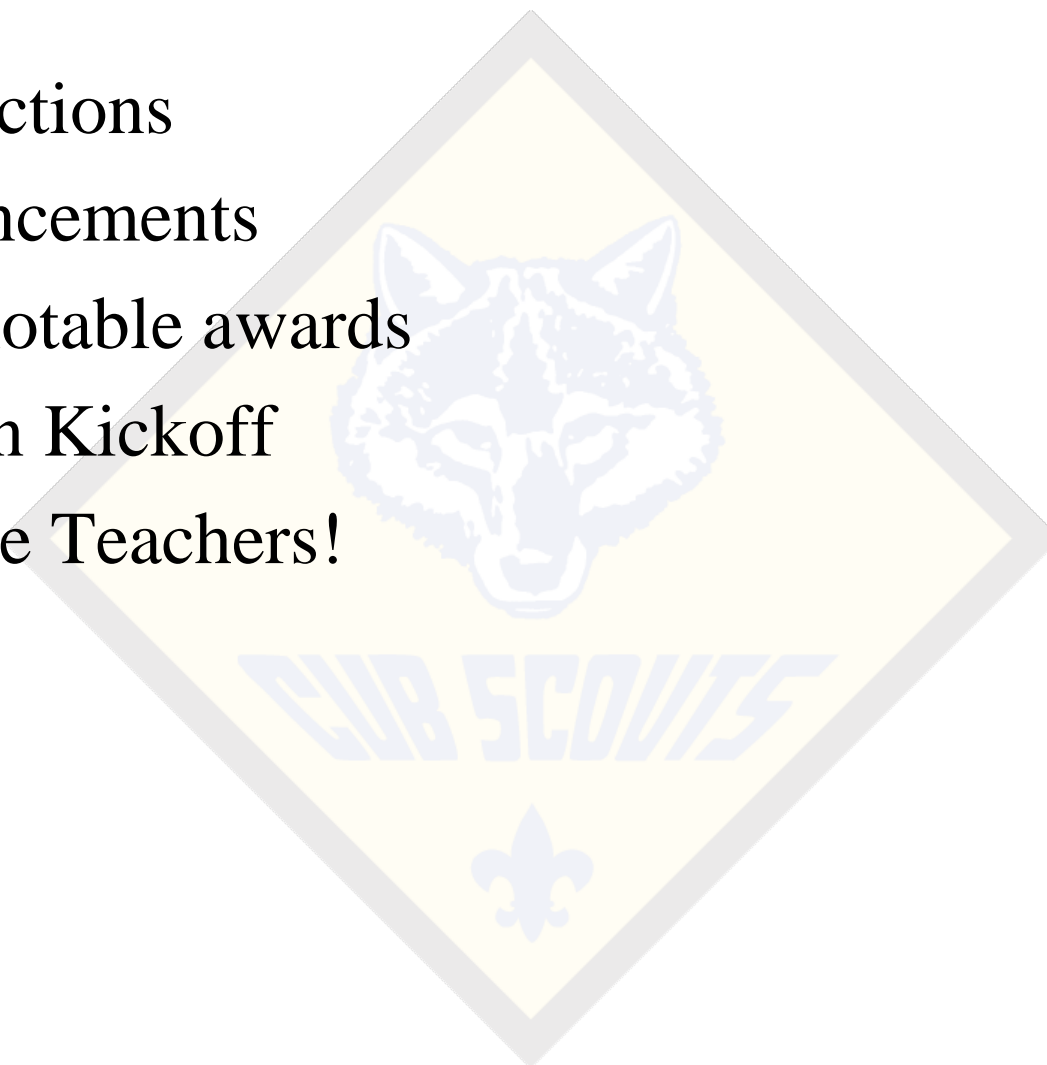 ctions
ncements
otable awards
n Kickoff
e Teachers!
CUB SCOUTS